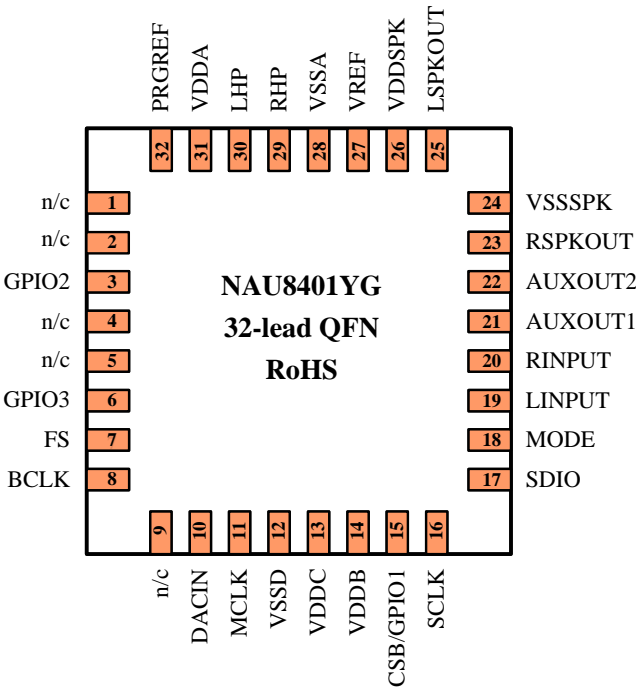 PRGREF
VDDA
LHP
RHP
VSSA
VREF
VDDSPK
LSPKOUT
32
31
30
29
28
27
26
25
n/c 1
n/c 2
GPIO2 3
n/c 4
n/c 5
GPIO3 6
FS 7
BCLK 8
NAU8401YG
32-lead QFN
RoHS
24 VSSSPK
23 RSPKOUT
22 AUXOUT2
21 AUXOUT1
20 RINPUT
19 LINPUT
18 MODE
17 SDIO
9
10
11
12
13
14
15
16
n/c
DACIN
MCLK
VSSD
VDDC
VDDB
CSB/GPIO1
SCLK